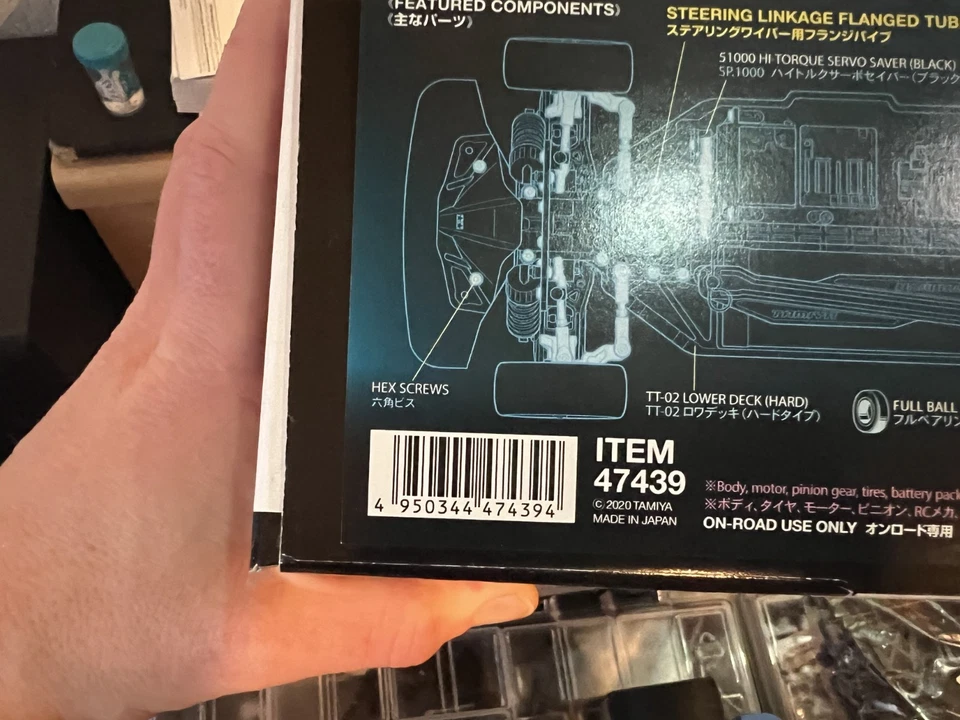 《FEATURED COMPONENTS》
《主なパーツ》
STEERING LINKAGE FLANGED TUB
ステアリングワイパー用フランジパイプ
51000 HI TORQUE SERVO SAVER (BLACK)
SP.1000 ハイトルクサーボセイバー（ブラック
HEX SCREWS
六角ビス
TT-02 LOWER DECK (HARD)
TT-02 ロワデッキ（ハードタイプ）
FULL BALL
フルベアリン
4 950344 474394
ITEM
47439
© 2020 TAMIYA
MADE IN JAPAN
※Body, motor, pinion gear, tires, battery pack
※ボディ、タイヤ、モーター、ピニオン、RCメカ、
ON-ROAD USE ONLY オンロード専用